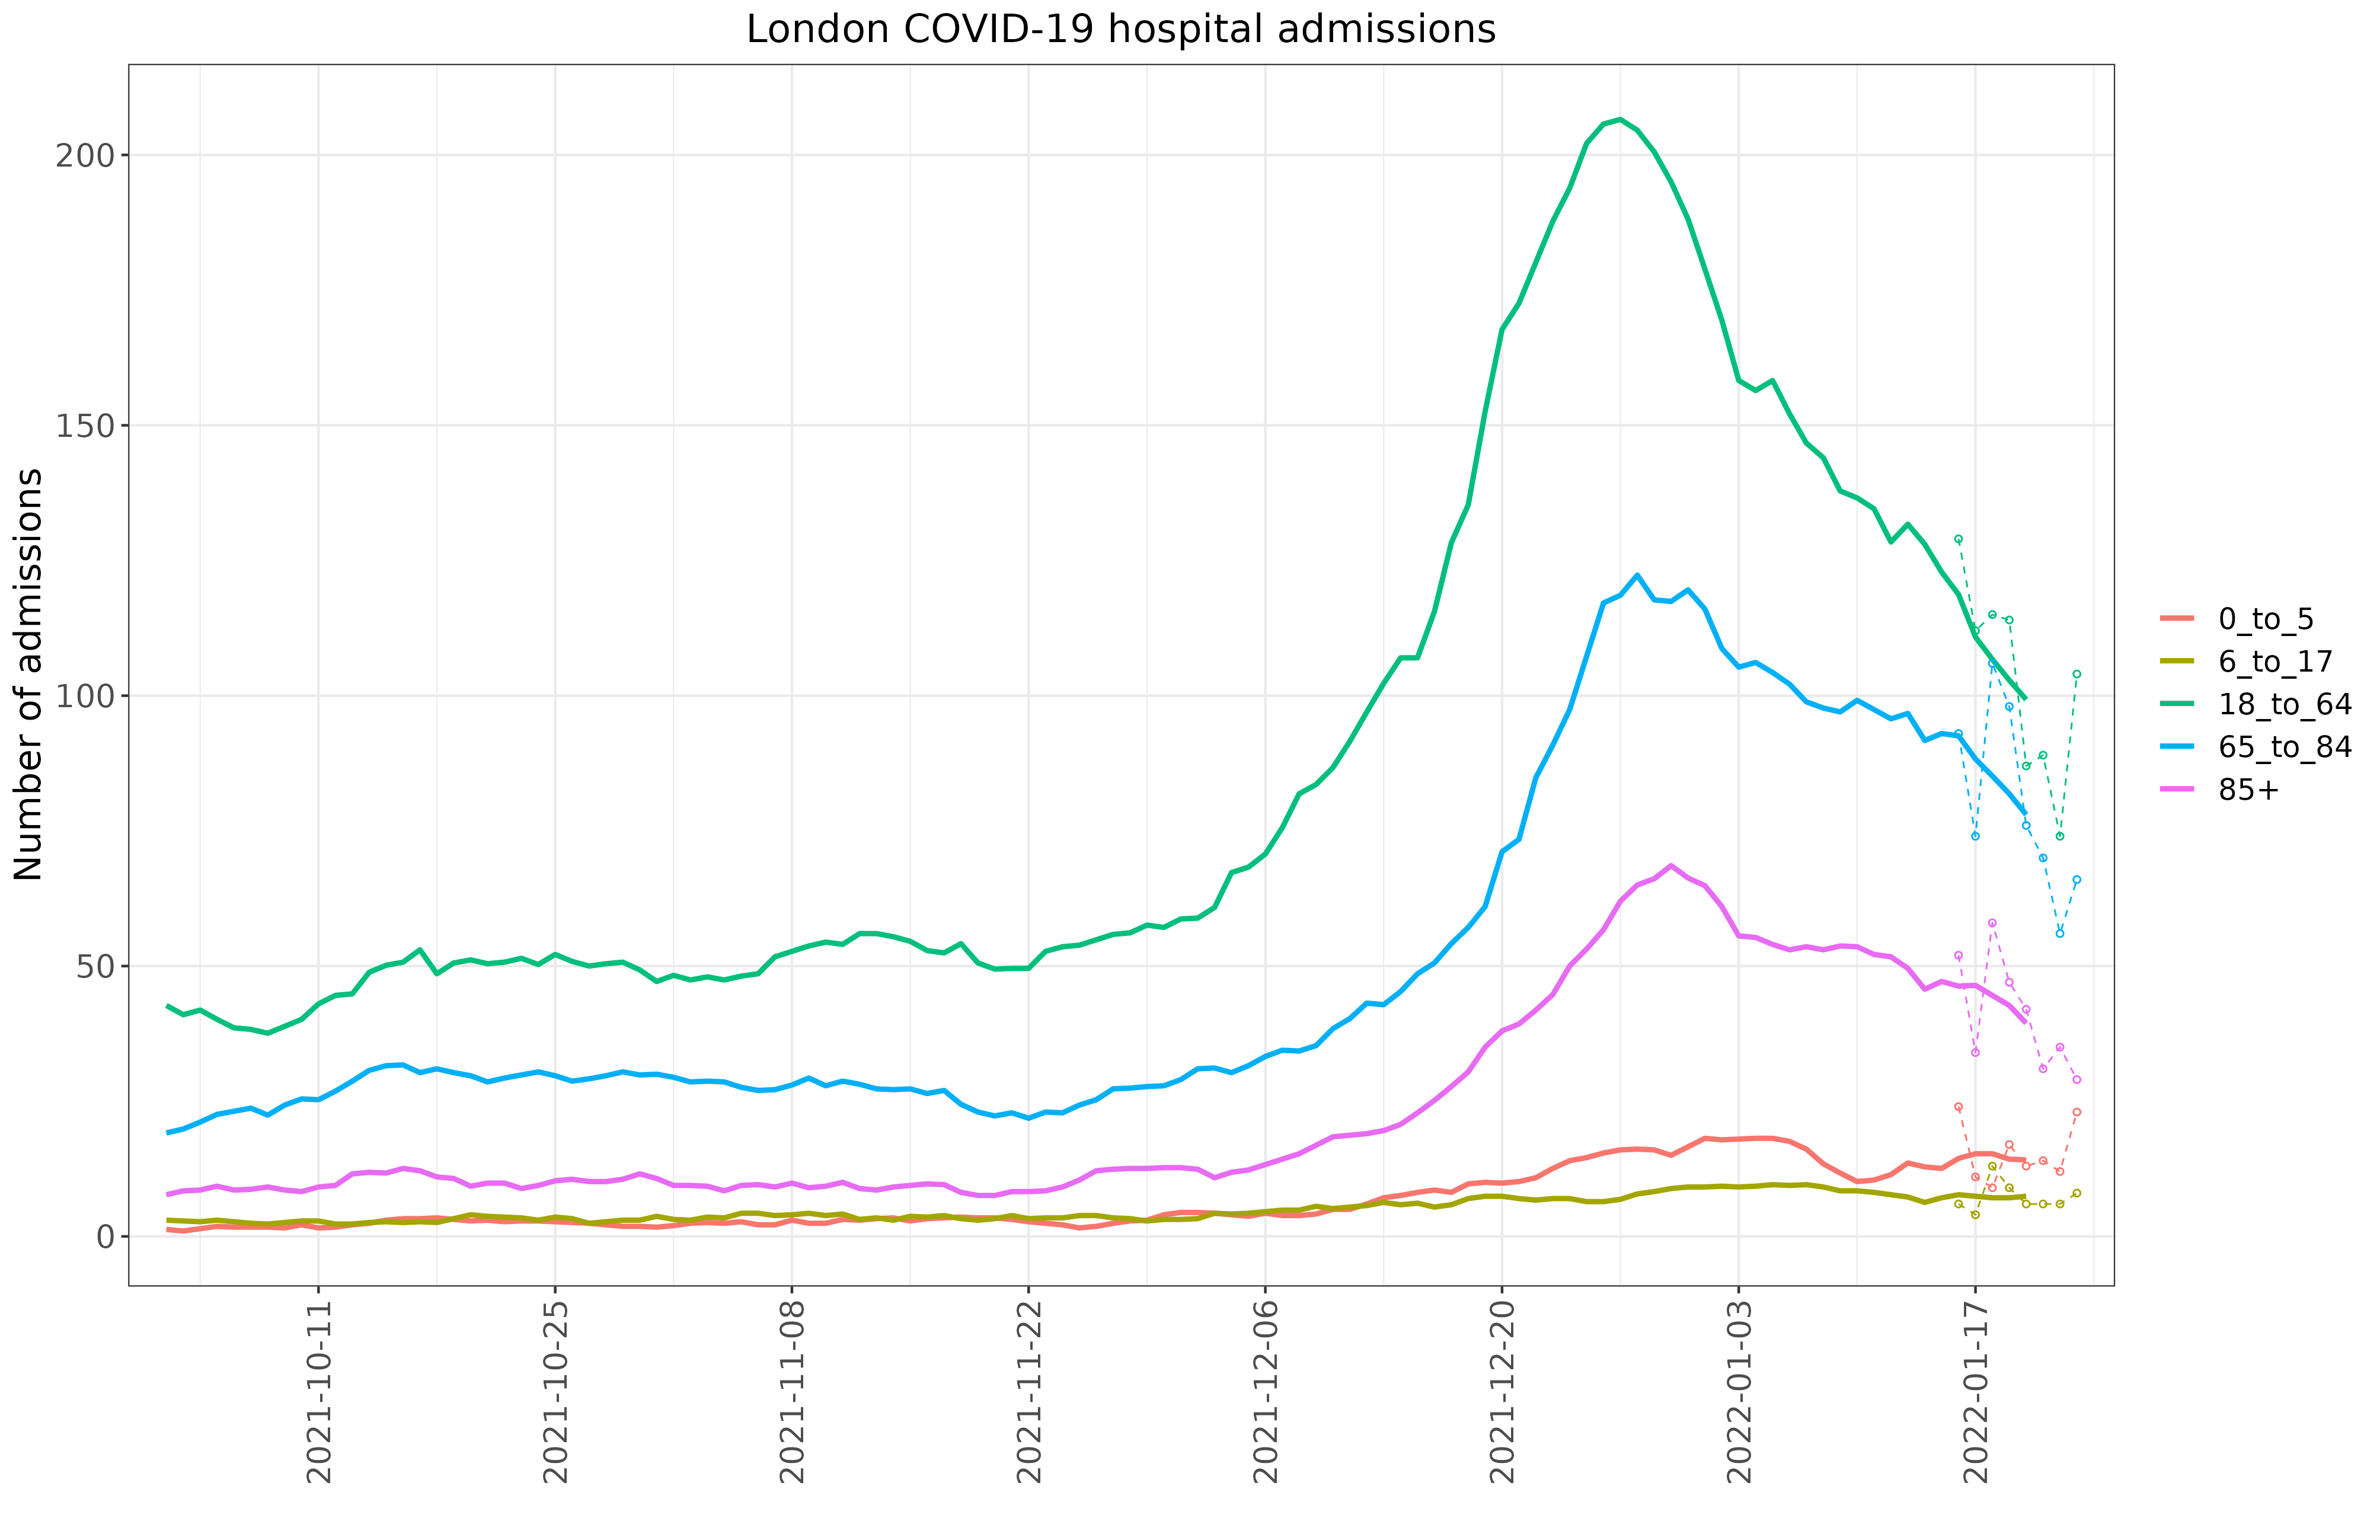 London COVID-19 hospital admissions
Number of admissions
200
150
100
50
0
2021-10-11
2021-10-25
2021-11-08
2021-11-22
2021-12-06
2021-12-20
2022-01-03
2022-01-17
0_to_5
6_to_17
18_to_64
65_to_84
85+